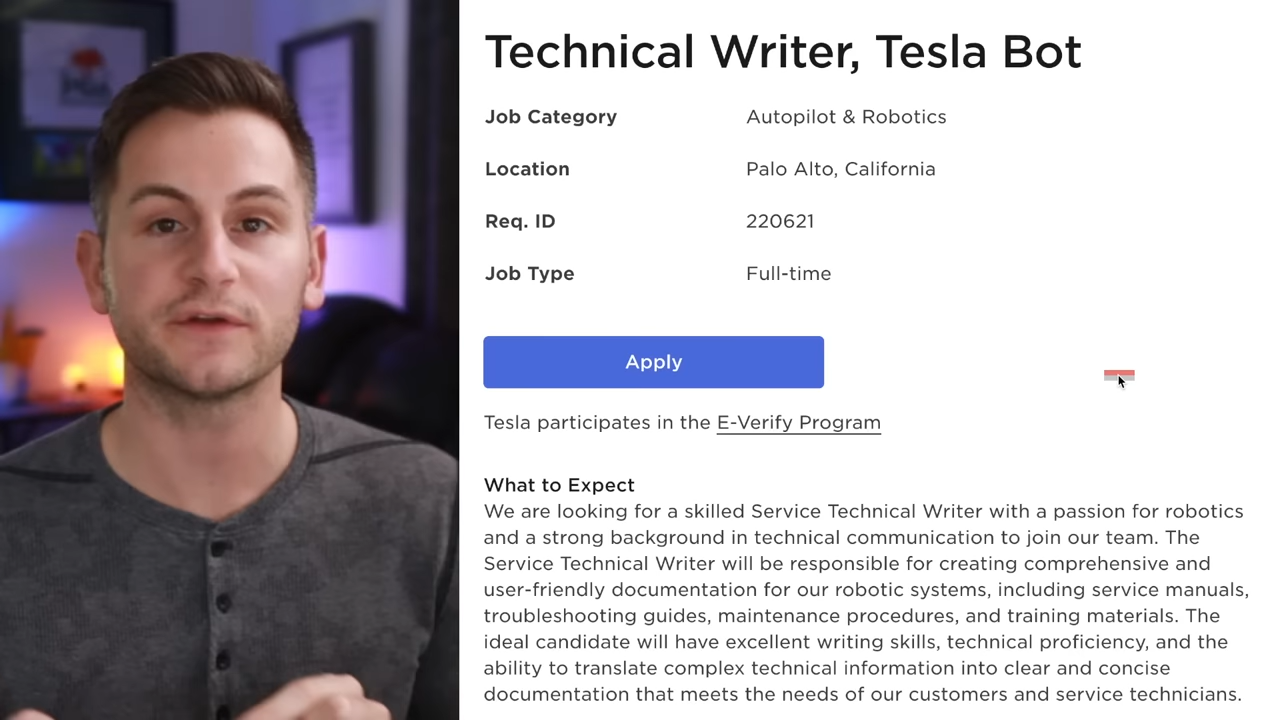 Technical Writer, Tesla Bot
Job Category Autopilot & Robotics
Location Palo Alto, California
Req. ID 220621
Job Type Full-time
Apply
Tesla participates in the E-Verify Program
What to Expect
We are looking for a skilled Service Technical Writer with a passion for robotics
and a strong background in technical communication to join our team. The
Service Technical Writer will be responsible for creating comprehensive and
user-friendly documentation for our robotic systems, including service manuals,
troubleshooting guides, maintenance procedures, and training materials. The
ideal candidate will have excellent writing skills, technical proficiency, and the
ability to translate complex technical information into clear and concise
documentation that meets the needs of our customers and service technicians.